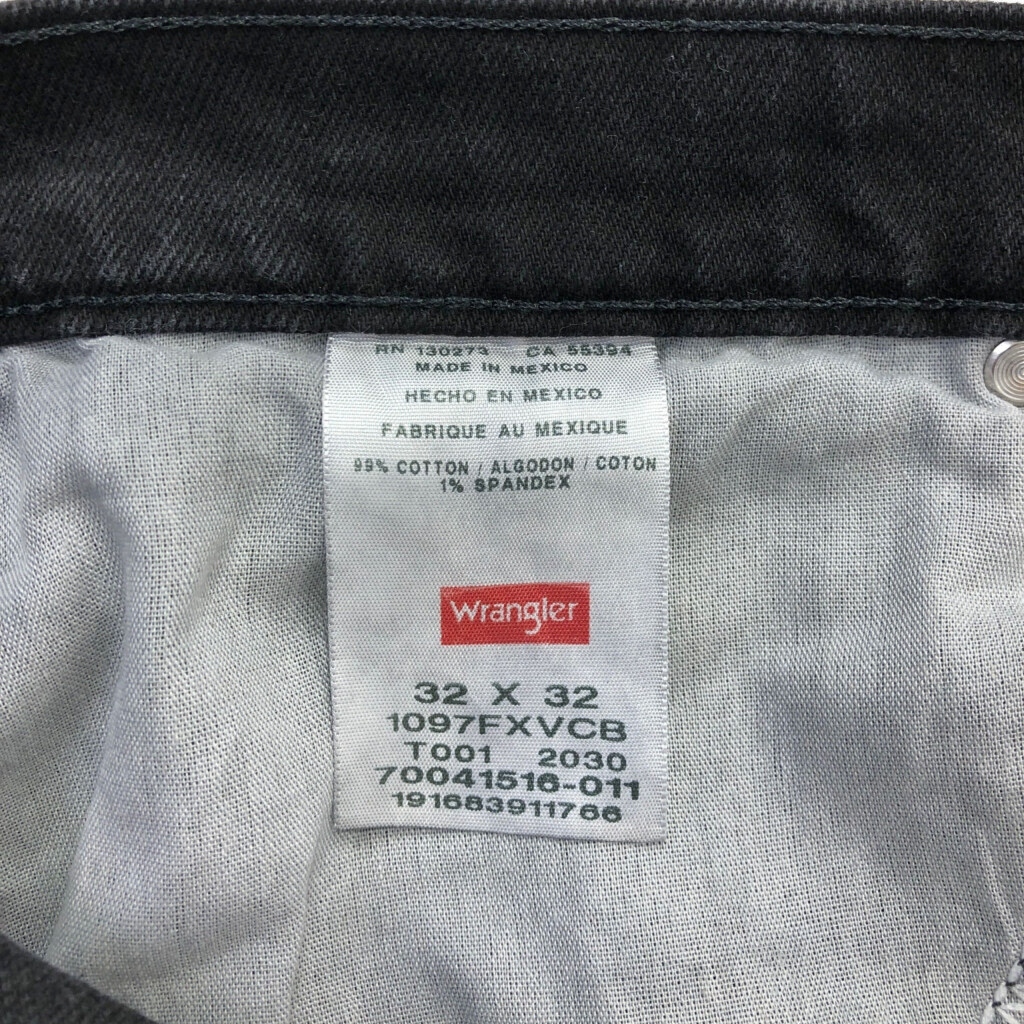 RN 130273 CA 55394
MADE IN MEXICO
HECHO EN MEXICO
FABRIQUE AU MEXIQUE
99% COTTON / ALGODON / COTON
1% SPANDEX
Wrangler
32 X 32
1097FXVCB
T001 2030
70041516-011
191683911766